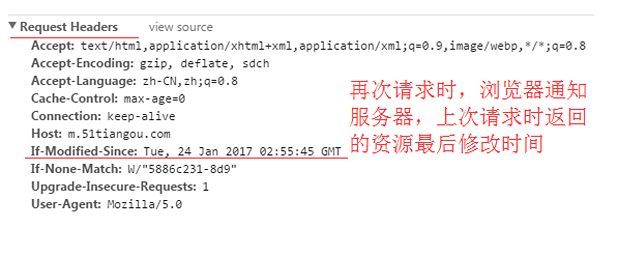 ▼ Request Headers view source
Accept: text/html,application/xhtml+xml,application/xml;q=0.9,image/webp,*/*;q=0.8
Accept-Encoding: gzip, deflate, sdch
Accept-Language: zh-CN,zh;q=0.8
Cache-Control: max-age=0
Connection: keep-alive
Host: m.51tiangou.com
If-Modified-Since: Tue, 24 Jan 2017 02:55:45 GMT
If-None-Match: W/"5886c231-8d9"
Upgrade-Insecure-Requests: 1
User-Agent: Mozilla/5.0
再次请求时，浏览器通知
服务器，上次请求时返回
的资源最后修改时间